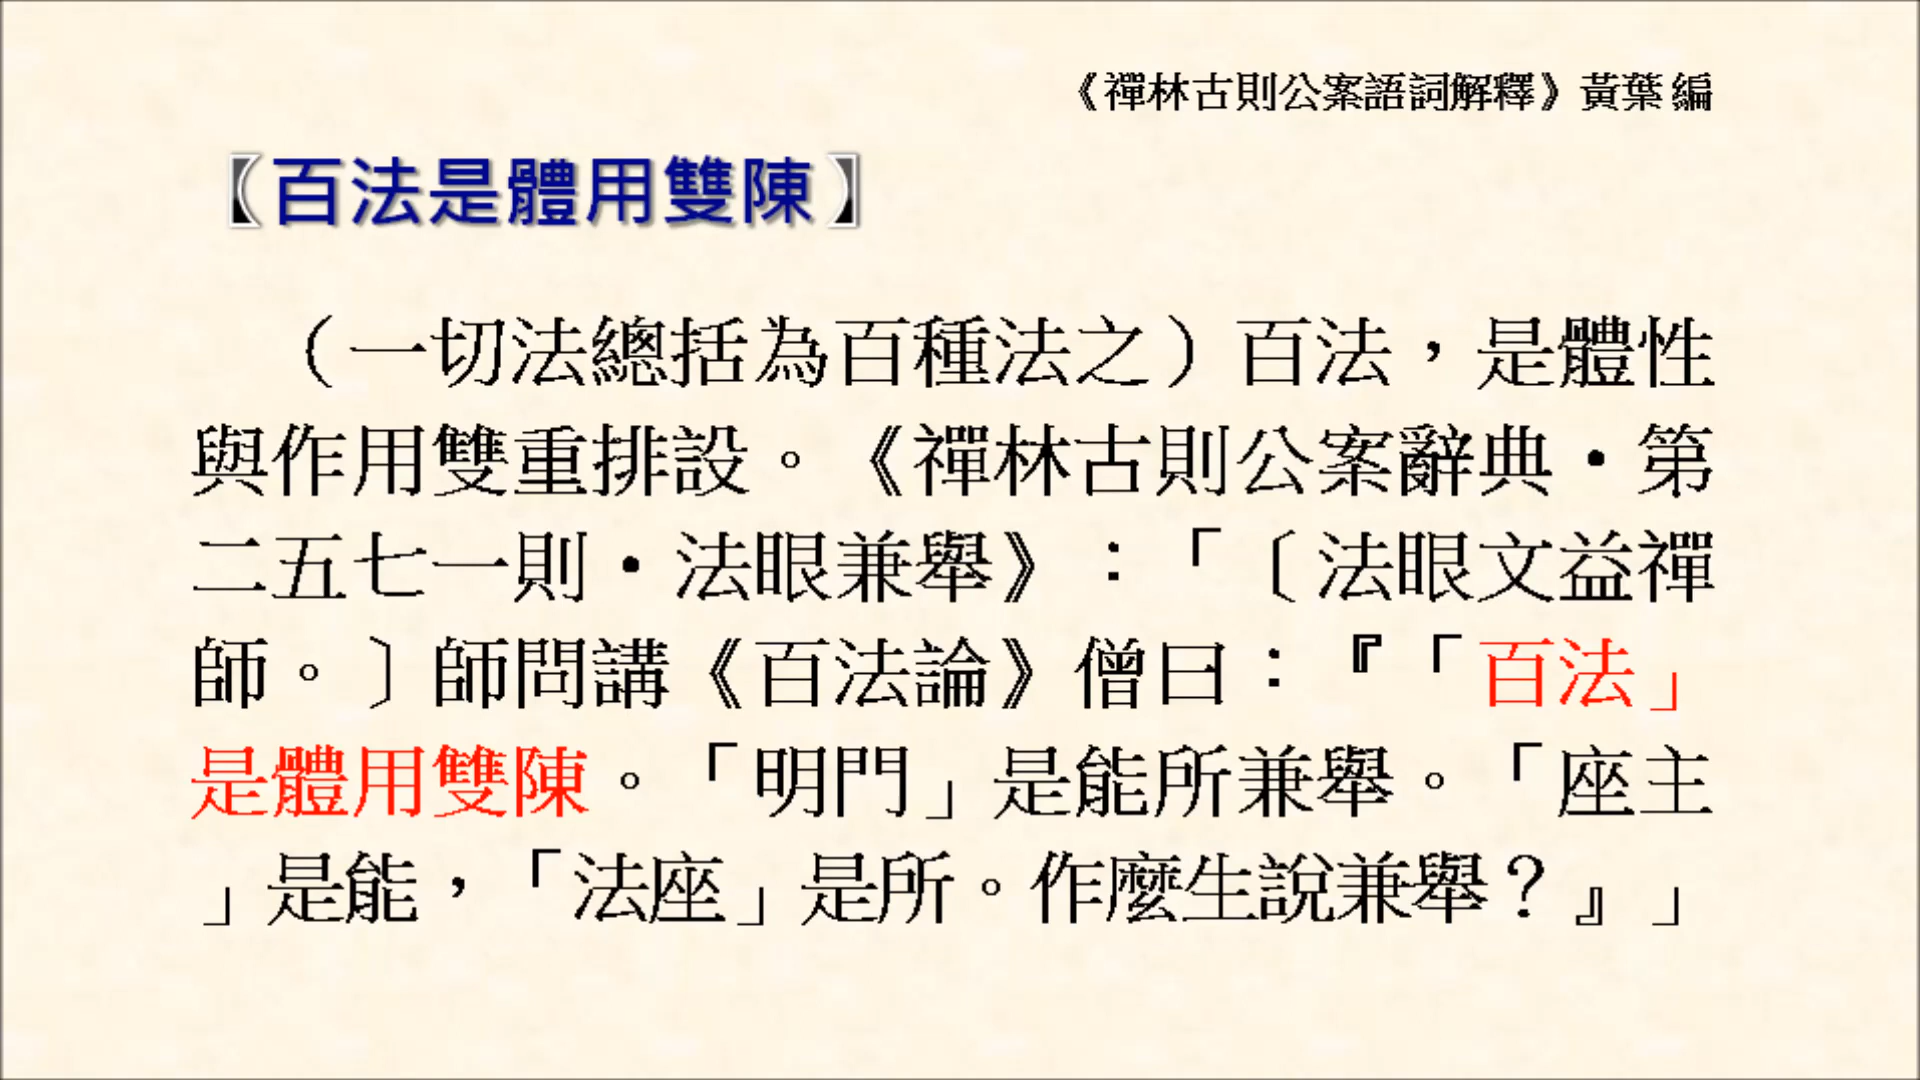 《禪林古則公案語詞解釋》黃葉 編
【百法是體用雙陳】
（一切法總括為百種法之）百法，是體性
與作用雙重排設。《禪林古則公案辭典·第
二五七一則·法眼兼舉》：「〔法眼文益禪
師。〕師問講《百法論》僧曰：『「百法」
是體用雙陳。「明門」是能所兼舉。「座主
」是能，「法座」是所。作麼生說兼舉？』」